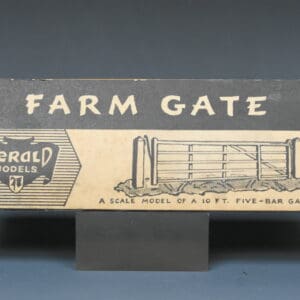 FARM GATE
ERALD
MODELS
A SCALE MODEL OF A 10 FT. FIVE-BAR GA